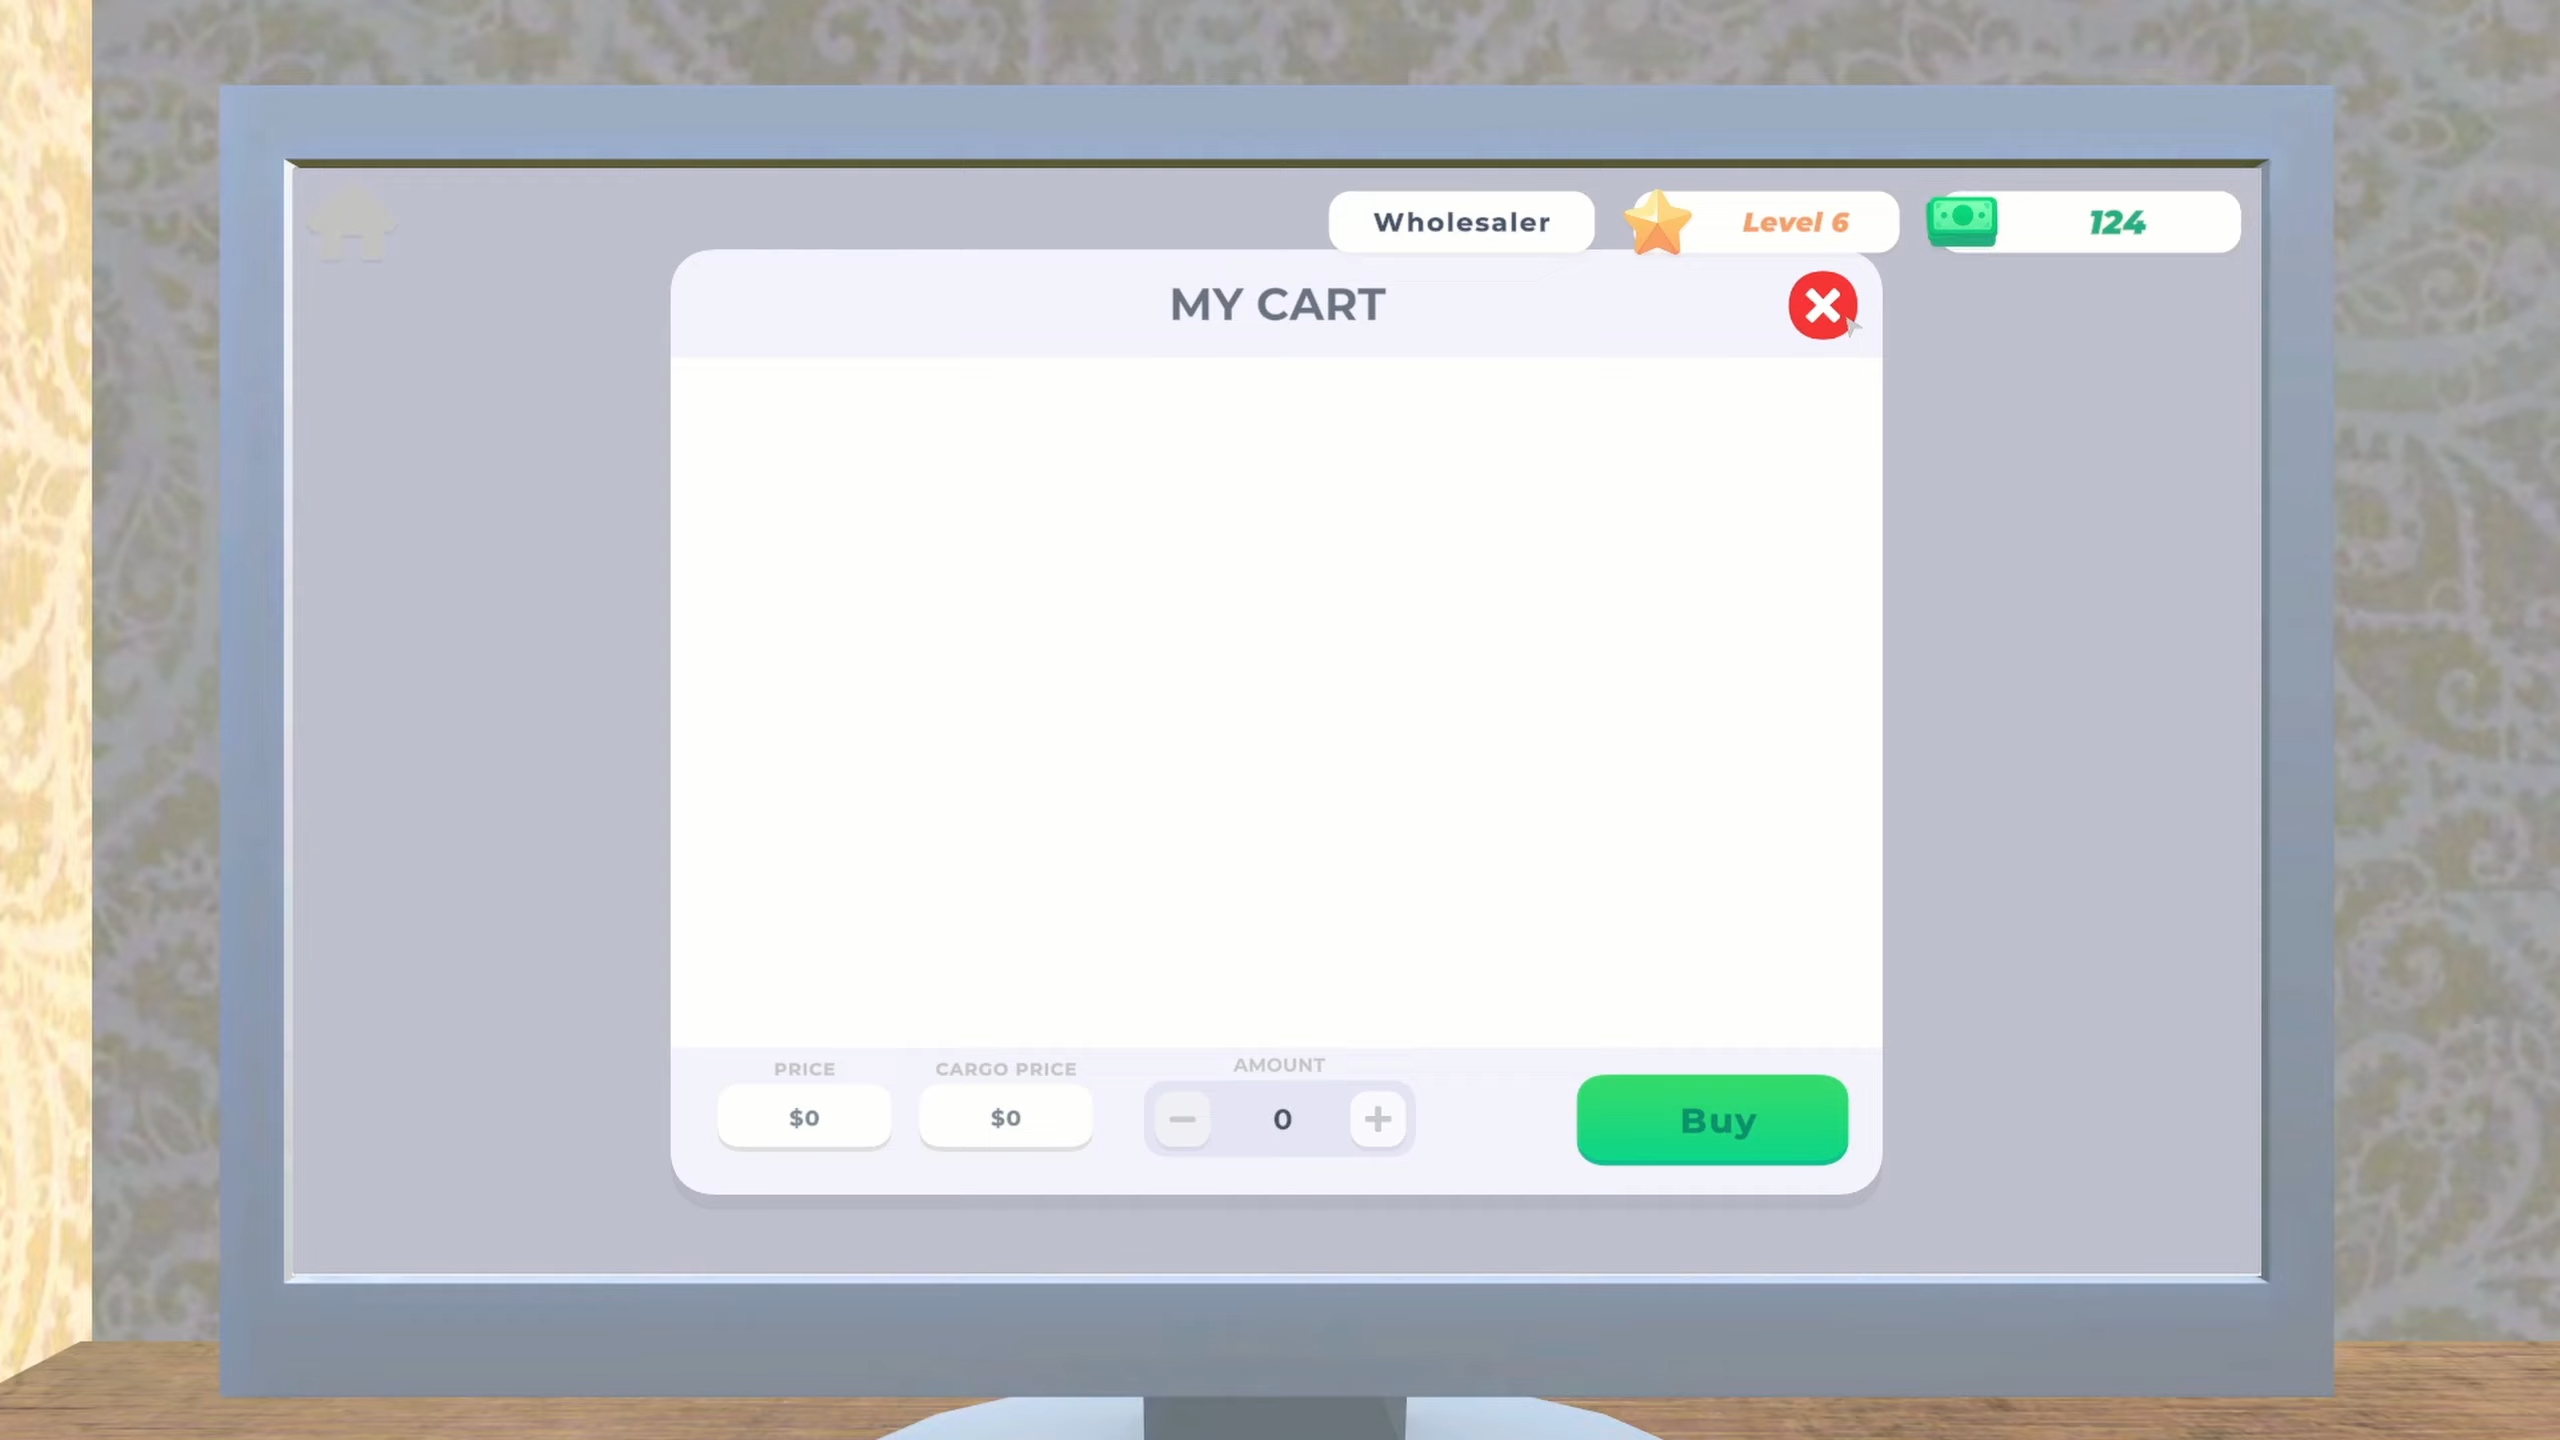 Wholesaler
Level 6
124
MY CART
PRICE
CARGO PRICE
AMOUNT
$0
$0
0
Buy